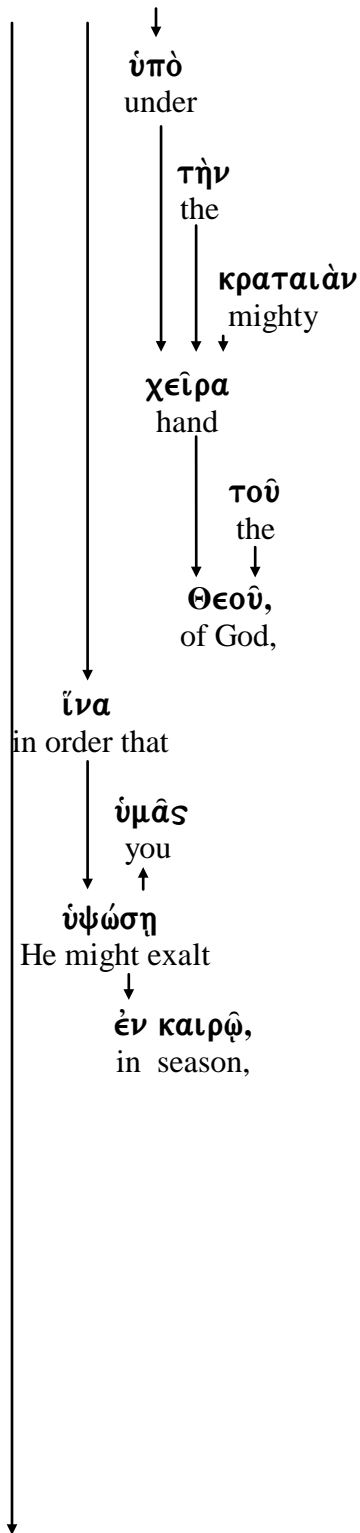 ὑπὸ
under
τὴν
the
κραταιὰν
mighty
χεῖρα
hand
τοῦ
the
Θεοῦ,
of God,
ἵνα
in order that
ὑμᾶς
you
ὑψώσῃ
He might exalt
ἐν καιρῷ,
in season,